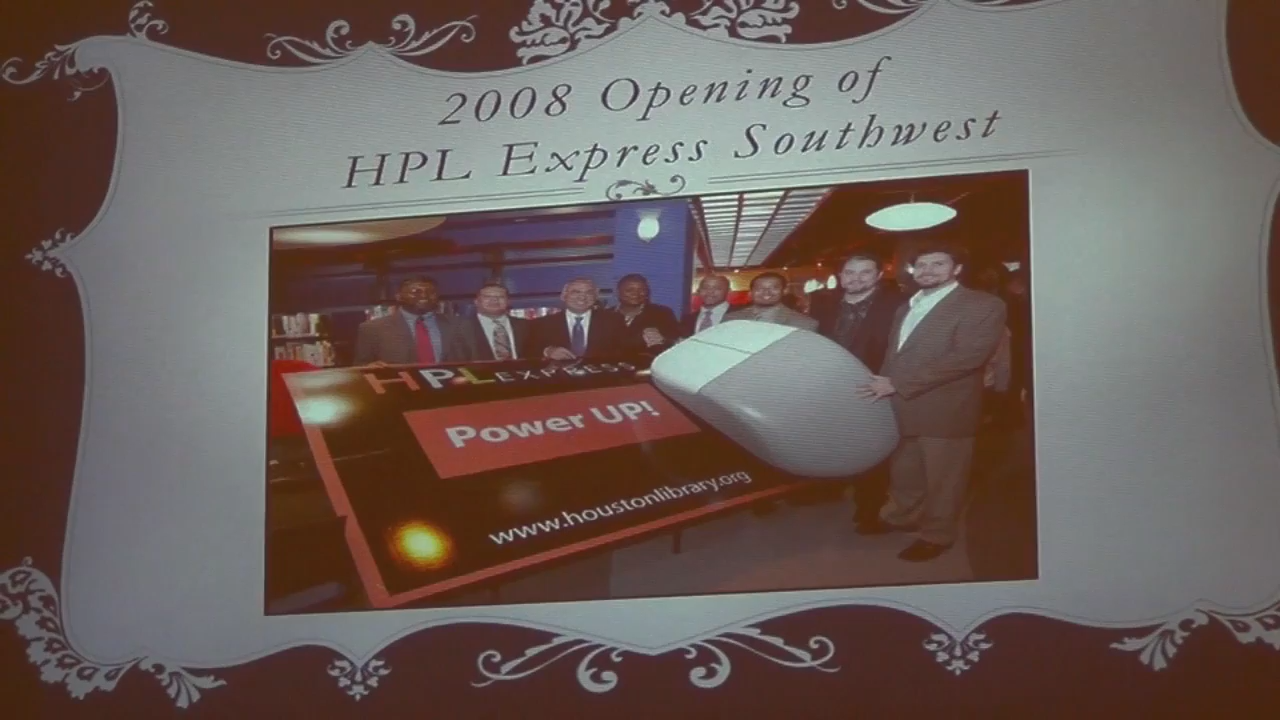 2008 Opening of
HPL Express Southwest
HPL EXPRESS
Power UP!
www.houstonlibrary.org